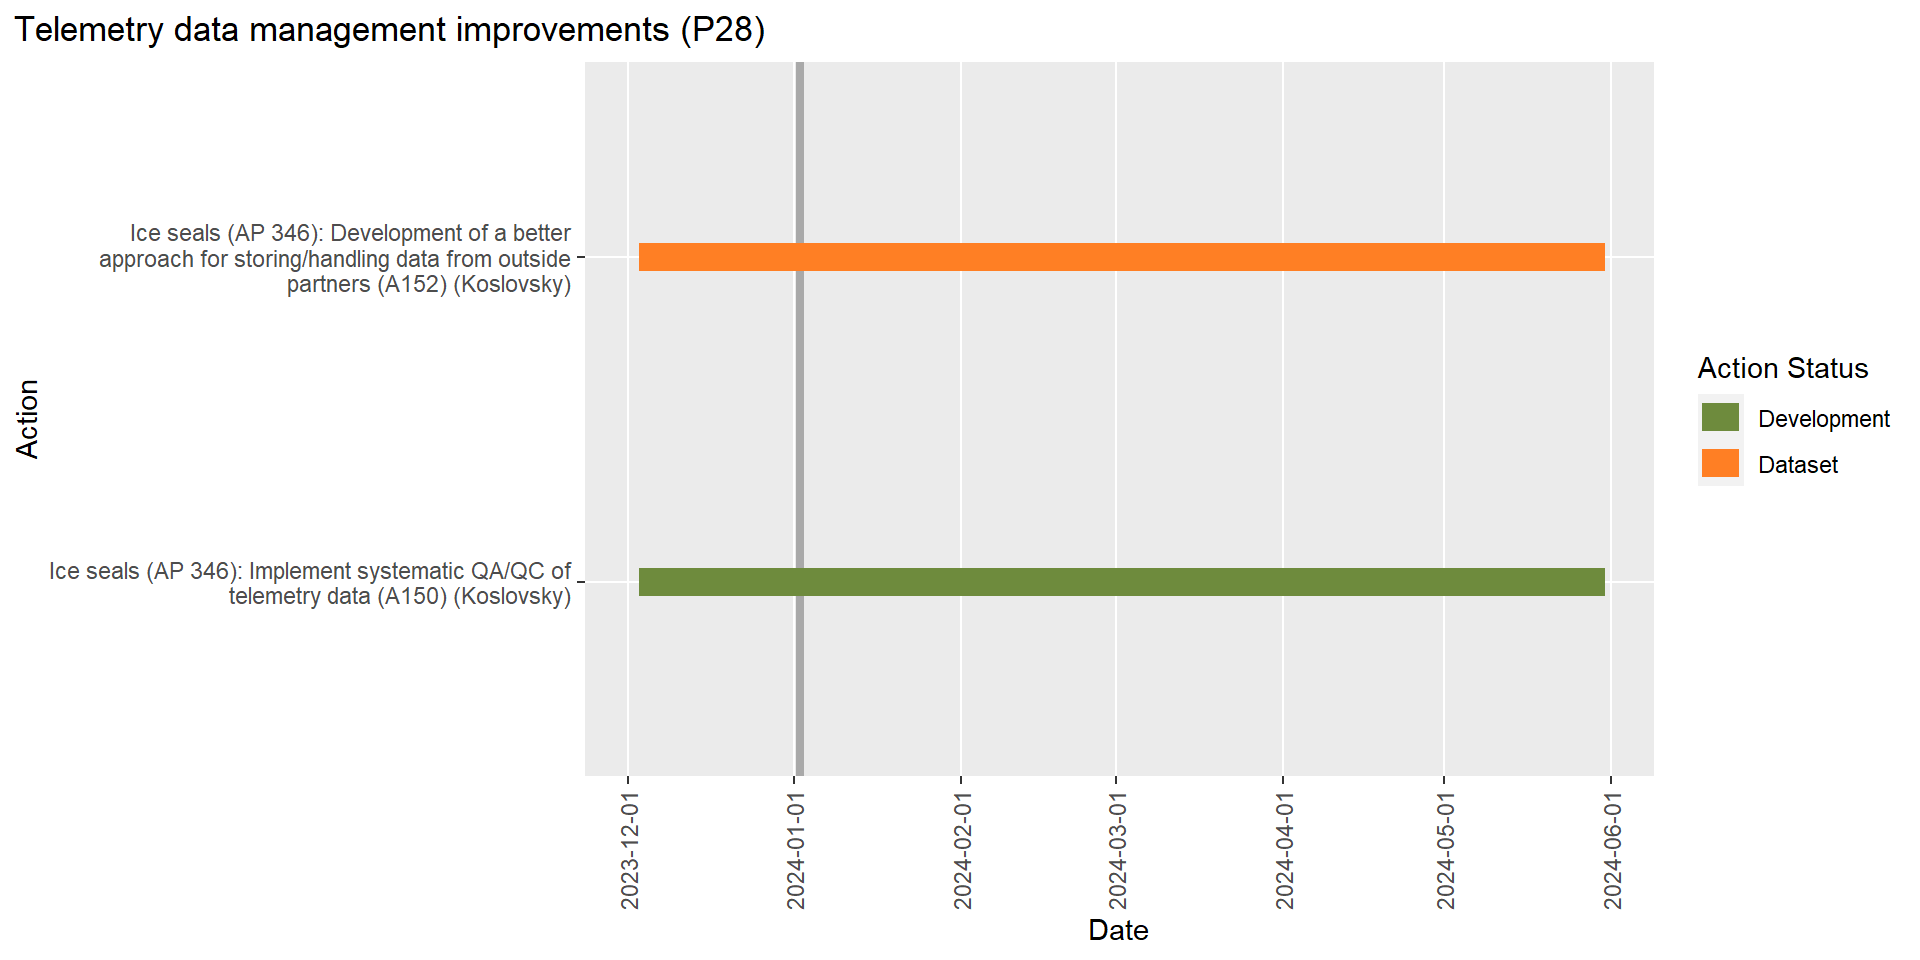 Telemetry data management improvements (P28)
Ice seals (AP 346): Development of a better
approach for storing/handling data from outside
partners (A152) (Koslovsky)
Ice seals (AP 346): Implement systematic QA/QC of
telemetry data (A150) (Koslovsky)
Action
2023-12-01
2024-01-01
2024-02-01
2024-03-01
2024-04-01
2024-05-01
2024-06-01
Date
Action Status
Development
Dataset